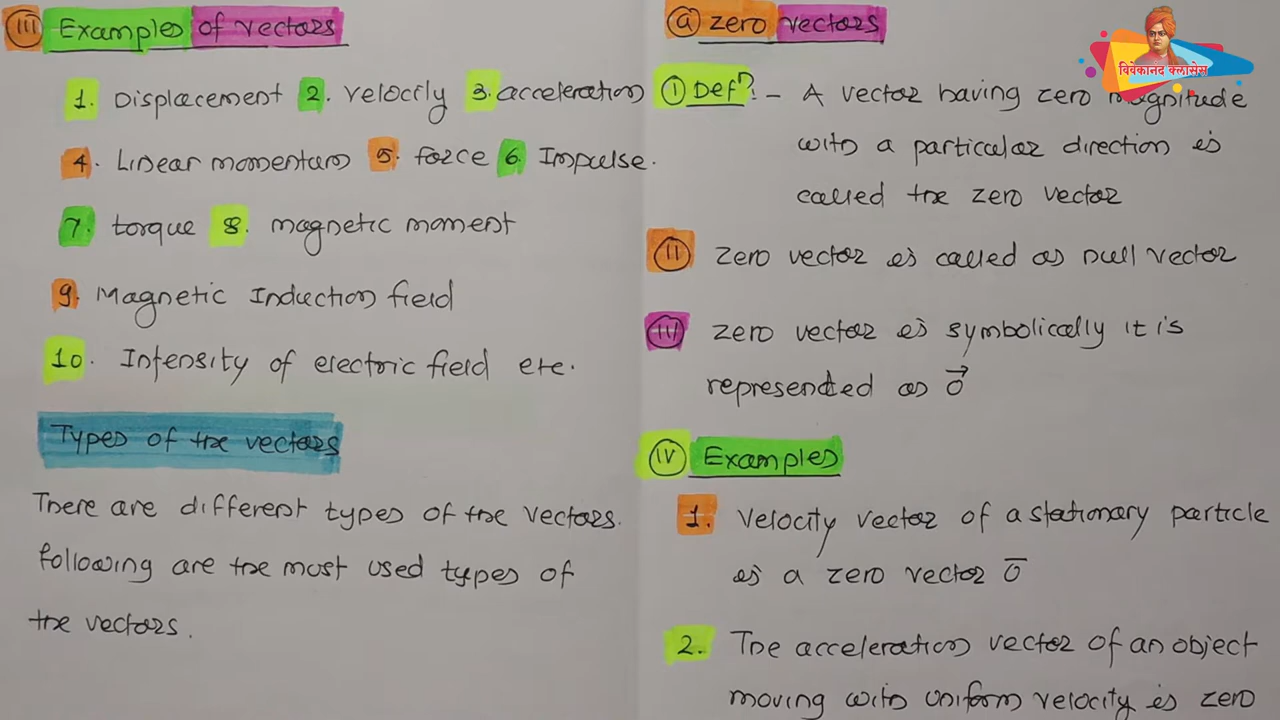 III Examples of vectors
1. Displacement 2. velocity 3. acceleration
4. Linear momentum 5. force 6. Impulse.
7. torque 8. magnetic moment
9. Magnetic Induction field
10. Intensity of electric field etc.
Types of the vectors
There are different types of the vectors.
following are the most used types of
the vectors.
a zero vectors
I Defn :- A vector having zero magnitude
with a particular direction is
called the zero vector
II zero vector is called as null vector
III zero vector is symbolically it is
represented as o⃗
IV Examples
1. Velocity vector of a stationary particle
is a zero vector o̅
2. The acceleration vector of an object
moving with uniform velocity is zero
विवेकानंद क्लासेस